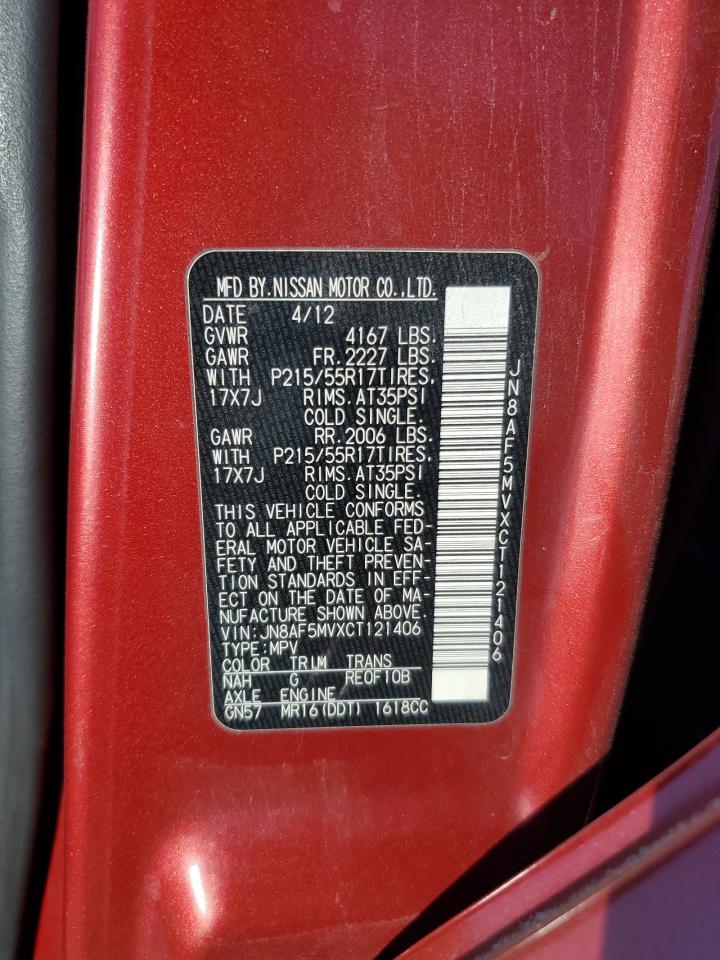 MFD BY.NISSAN MOTOR CO.,LTD.
DATE 4/12
GVWR 4167 LBS.
GAWR FR.2227 LBS.
WITH P215/55R17TIRES.
17X7J RIMS.AT35PSI
COLD SINGLE.
GAWR RR.2006 LBS.
WITH P215/55R17TIRES.
17X7J RIMS.AT35PSI
COLD SINGLE.
THIS VEHICLE CONFORMS
TO ALL APPLICABLE FED-
ERAL MOTOR VEHICLE SA-
FETY AND THEFT PREVEN-
TION STANDARDS IN EFF-
ECT ON THE DATE OF MA-
NUFACTURE SHOWN ABOVE.
VIN:JN8AF5MVXCT121406
TYPE:MPV
COLOR TRIM TRANS
NAH G RE0F10B
AXLE ENGINE
GN57 MR16(DDT) 1618CC
JN8AF5MVXCT121406